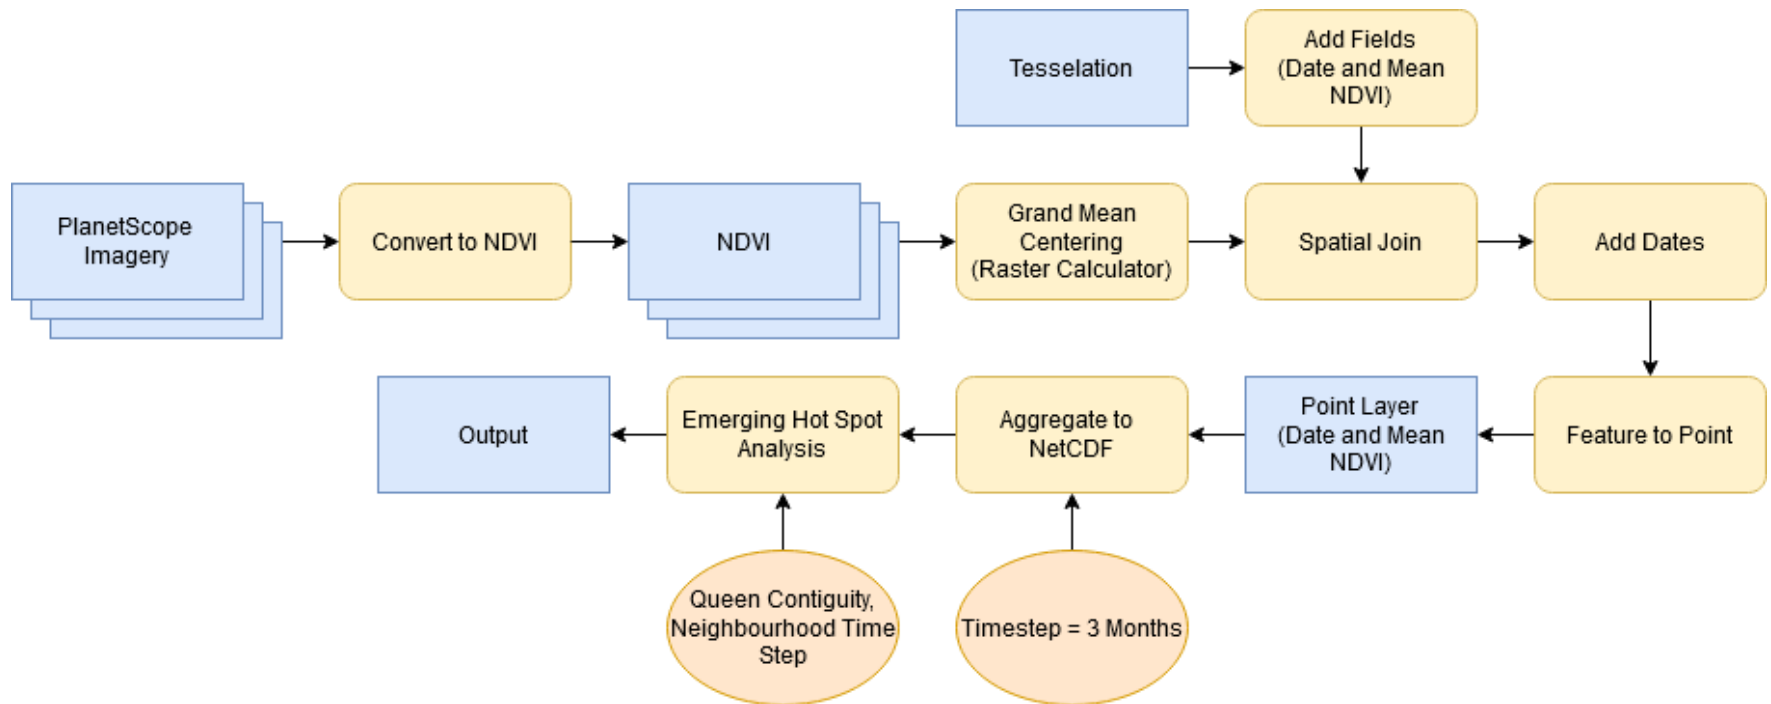 Tesselation
Add Fields
(Date and Mean
NDVI)
PlanetScope
Imagery
Convert to NDVI
NDVI
Grand Mean
Centering
(Raster Calculator)
Spatial Join
Add Dates
Output
Emerging Hot Spot
Analysis
Aggregate to
NetCDF
Point Layer
(Date and Mean
NDVI)
Feature to Point
Queen Contiguity,
Neighbourhood Time
Step
Timestep = 3 Months